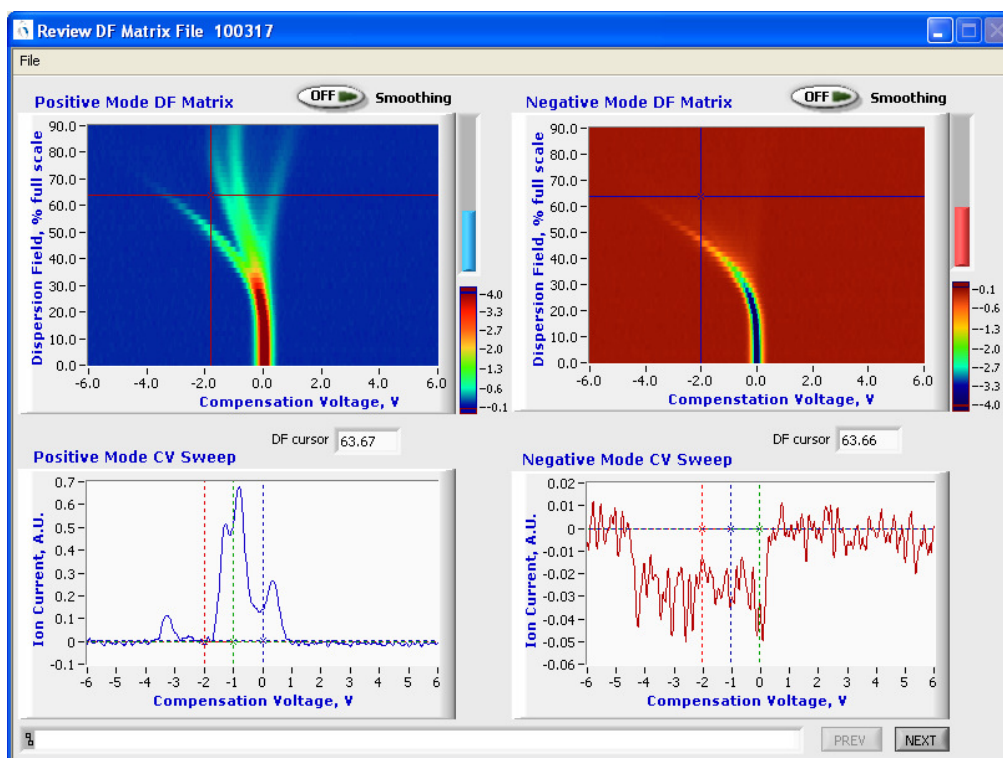 Review DF Matrix File 100317
File
Positive Mode DF Matrix
OFF
Smoothing
Dispersion Field, % full scale
90.0
80.0
70.0
60.0
50.0
40.0
30.0
20.0
10.0
0.0
-6.0 -4.0 -2.0 0.0 2.0 4.0 6.0
Compensation Voltage, V
4.0
3.3
2.7
2.0
1.3
0.6
-0.1
Negative Mode DF Matrix
OFF
Smoothing
Dispersion Field, % full scale
90.0
80.0
70.0
60.0
50.0
40.0
30.0
20.0
10.0
0.0
-6.0 -4.0 -2.0 0.0 2.0 4.0 6.0
Compenstation Voltage, V
-0.1
-0.6
-1.3
-2.0
-2.7
-3.3
-4.0
DF cursor 63.67
Positive Mode CV Sweep
Ion Current, A.U.
0.7
0.6
0.5
0.4
0.3
0.2
0.1
0
-0.1
-6 -5 -4 -3 -2 -1 0 1 2 3 4 5 6
Compensation Voltage, V
DF cursor 63.66
Negative Mode CV Sweep
Ion Current, A.U.
0.02
0.01
0
-0.01
-0.02
-0.03
-0.04
-0.05
-0.06
-6 -5 -4 -3 -2 -1 0 1 2 3 4 5 6
Compensation Voltage, V
PREV NEXT